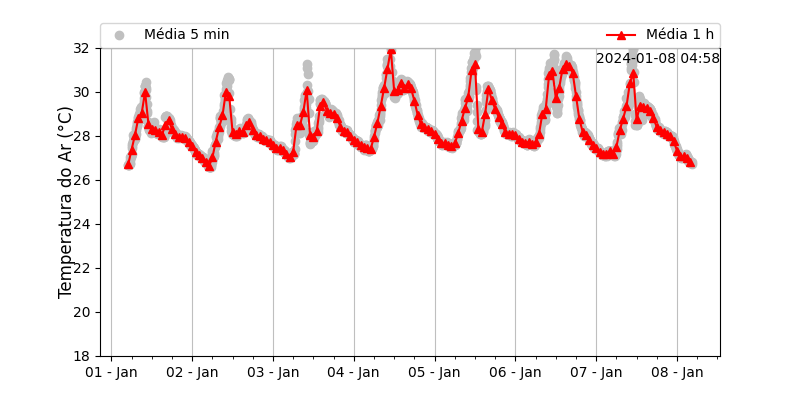 Média 5 min
Média 1 h
2024-01-08 04:58
Temperatura do Ar (°C)
32
30
28
26
24
22
20
18
01 - Jan
02 - Jan
03 - Jan
04 - Jan
05 - Jan
06 - Jan
07 - Jan
08 - Jan